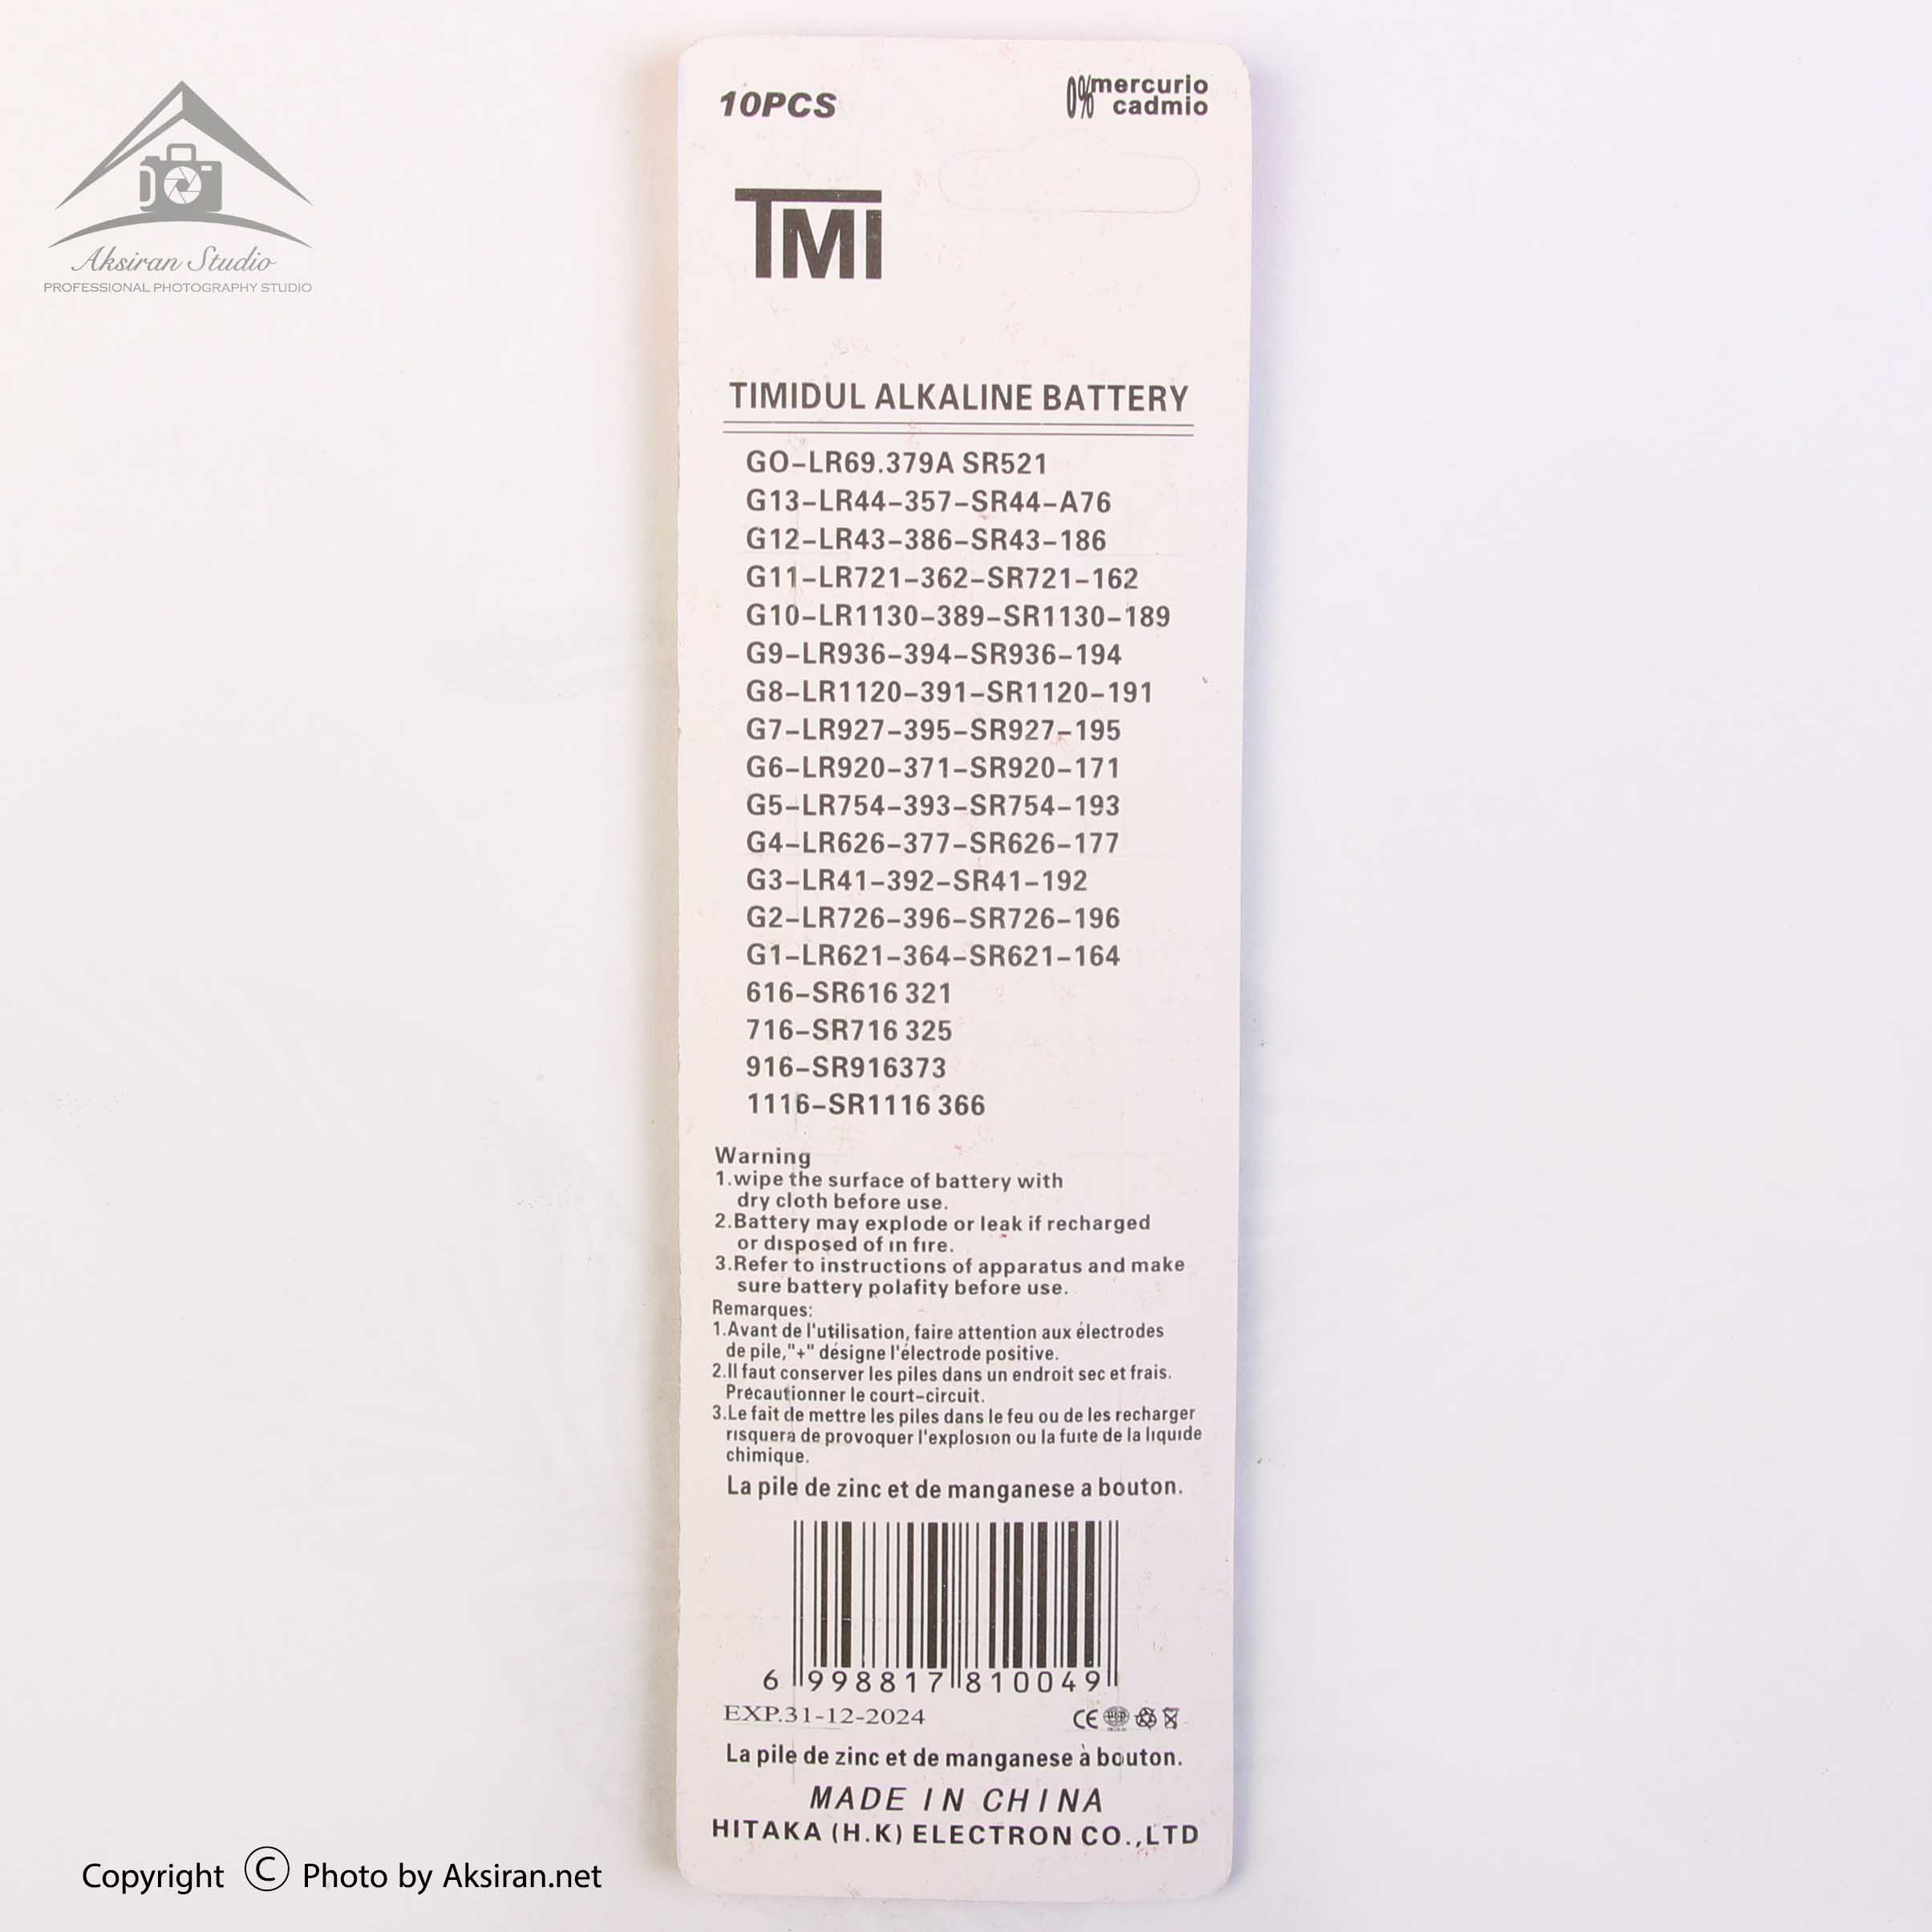 Aksiran Studio
PROFESSIONAL PHOTOGRAPHY STUDIO
10PCS
0% mercurio
cadmio
TMI
TIMIDUL ALKALINE BATTERY
GO-LR69.379A SR521
G13-LR44-357-SR44-A76
G12-LR43-386-SR43-186
G11-LR721-362-SR721-162
G10-LR1130-389-SR1130-189
G9-LR936-394-SR936-194
G8-LR1120-391-SR1120-191
G7-LR927-395-SR927-195
G6-LR920-371-SR920-171
G5-LR754-393-SR754-193
G4-LR626-377-SR626-177
G3-LR41-392-SR41-192
G2-LR726-396-SR726-196
G1-LR621-364-SR621-164
616-SR616 321
716-SR716 325
916-SR916373
1116-SR1116 366
Warning
1.wipe the surface of battery with
dry cloth before use.
2.Battery may explode or leak if recharged
or disposed of in fire.
3.Refer to instructions of apparatus and make
sure battery polafity before use.
Remarques:
1.Avant de l'utilisation, faire attention aux électrodes
de pile,"+" désigne l'électrode positive.
2.Il faut conserver les piles dans un endroit sec et frais.
Précautionner le court-circuit.
3.Le fait de mettre les piles dans le feu ou de les recharger
risquera de provoquer l'explosion ou la fuite de la liquide
chimique.
La pile de zinc et de manganese a bouton.
6 998817 810049
EXP.31-12-2024
CE
La pile de zinc et de manganese à bouton.
MADE IN CHINA
HITAKA (H.K) ELECTRON CO.,LTD
Copyright © Photo by Aksiran.net